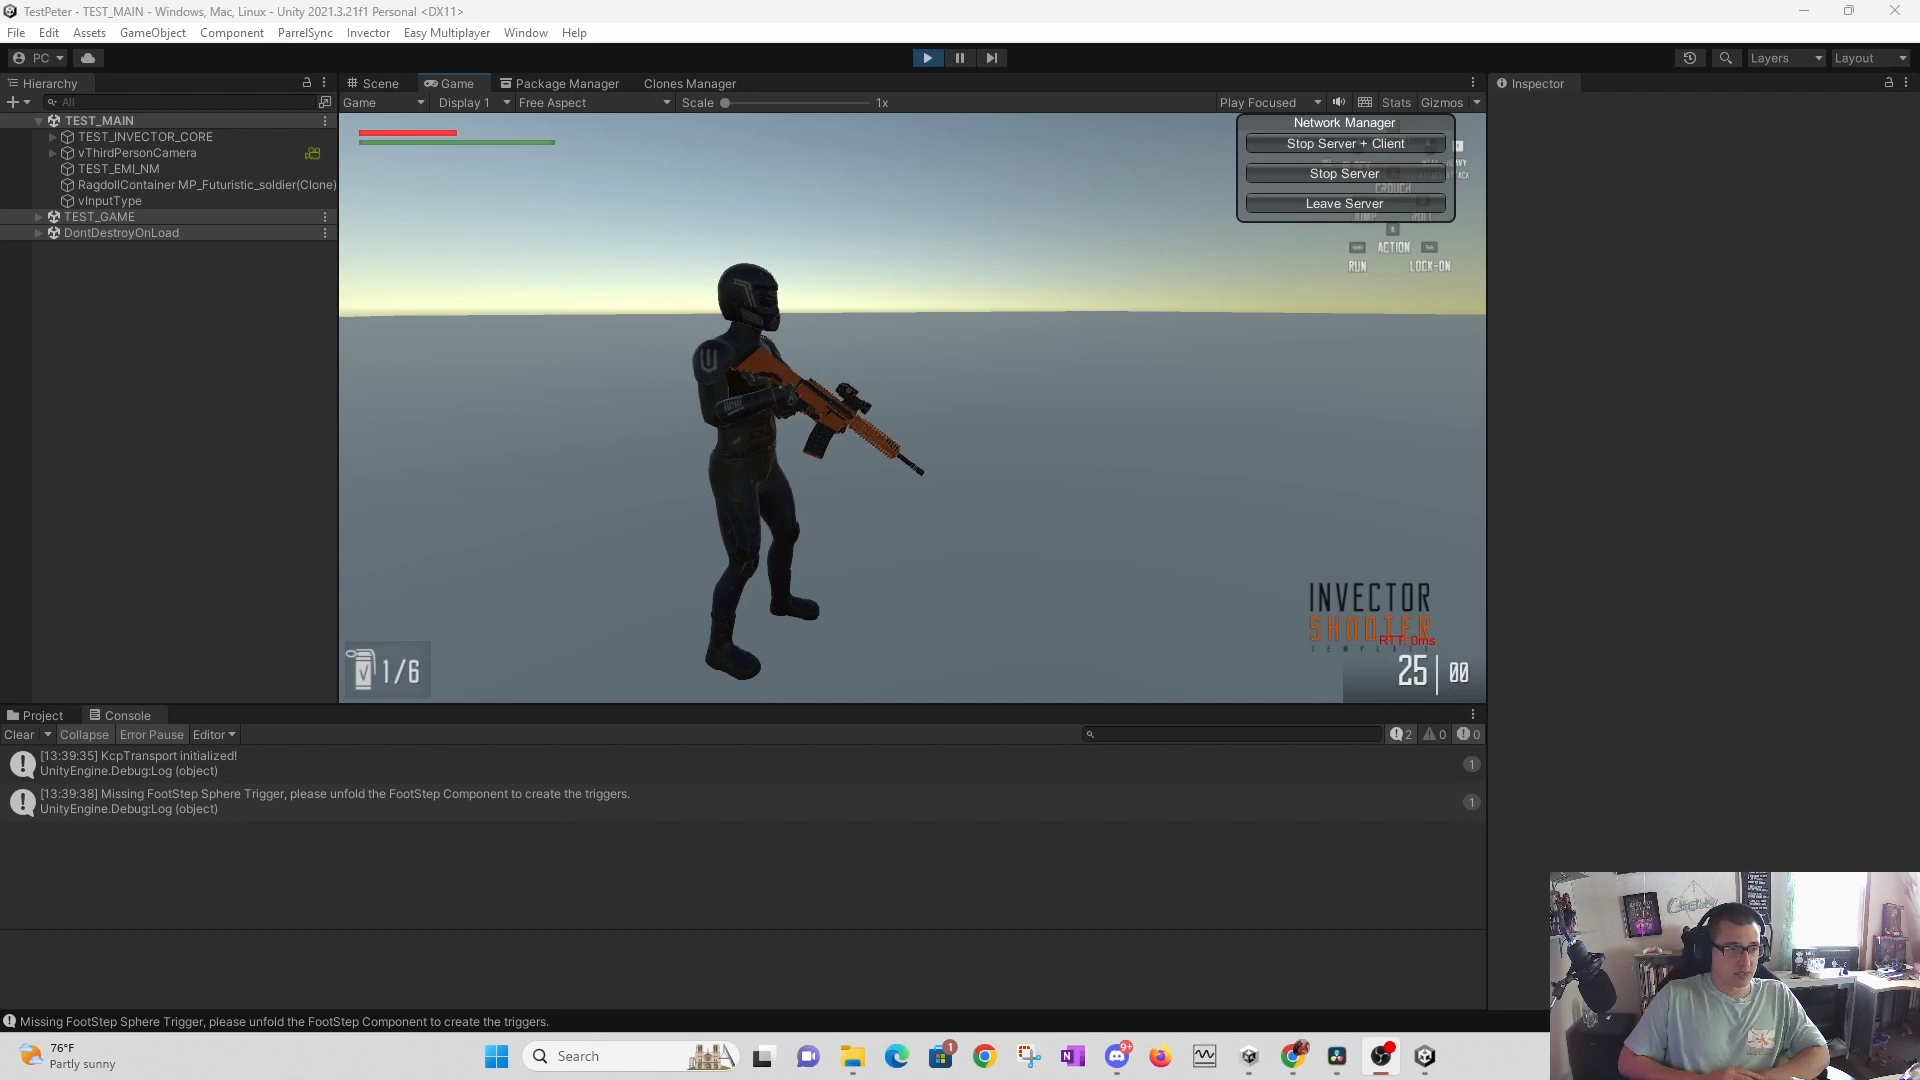 TestPeter - TEST_MAIN - Windows, Mac, Linux - Unity 2021.3.21f1 Personal <DX11>
File Edit Assets GameObject Component ParrelSync Invector Easy Multiplayer Window Help
PC Layers Layout
Hierarchy
Scene Game Package Manager Clones Manager
Inspector
All
Game Display 1 Free Aspect Scale 1x Play Focused Stats Gizmos
TEST_MAIN
TEST_INVECTOR_CORE
vThirdPersonCamera
TEST_EMI_NM
RagdollContainer MP_Futuristic_soldier(Clone)
vInputType
TEST_GAME
DontDestroyOnLoad
Network Manager
Stop Server + Client
Stop Server
Leave Server
ACTION
RUN LOCK-ON
INVECTOR
SHOOTER
TEMPLATE
RTT: 0ms
1/6
25 | 00
Project Console
Clear Collapse Error Pause Editor
2 0 0
[13:39:35] KcpTransport initialized!
UnityEngine.Debug:Log (object)
1
[13:39:38] Missing FootStep Sphere Trigger, please unfold the FootStep Component to create the triggers.
UnityEngine.Debug:Log (object)
1
Missing FootStep Sphere Trigger, please unfold the FootStep Component to create the triggers.
76°F
Partly sunny
Search
1
9+